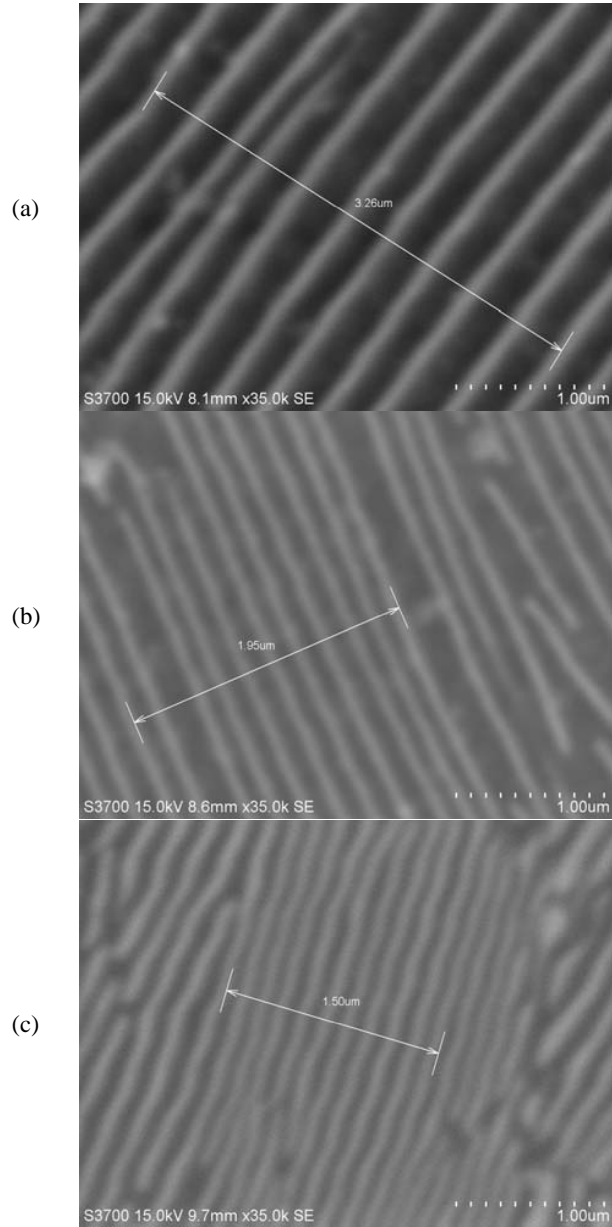 (a)
3.26um
S3700 15.0kV 8.1mm x35.0k SE
1.00um
(b)
1.95um
S3700 15.0kV 8.6mm x35.0k SE
1.00um
(c)
1.50um
S3700 15.0kV 9.7mm x35.0k SE
1.00um